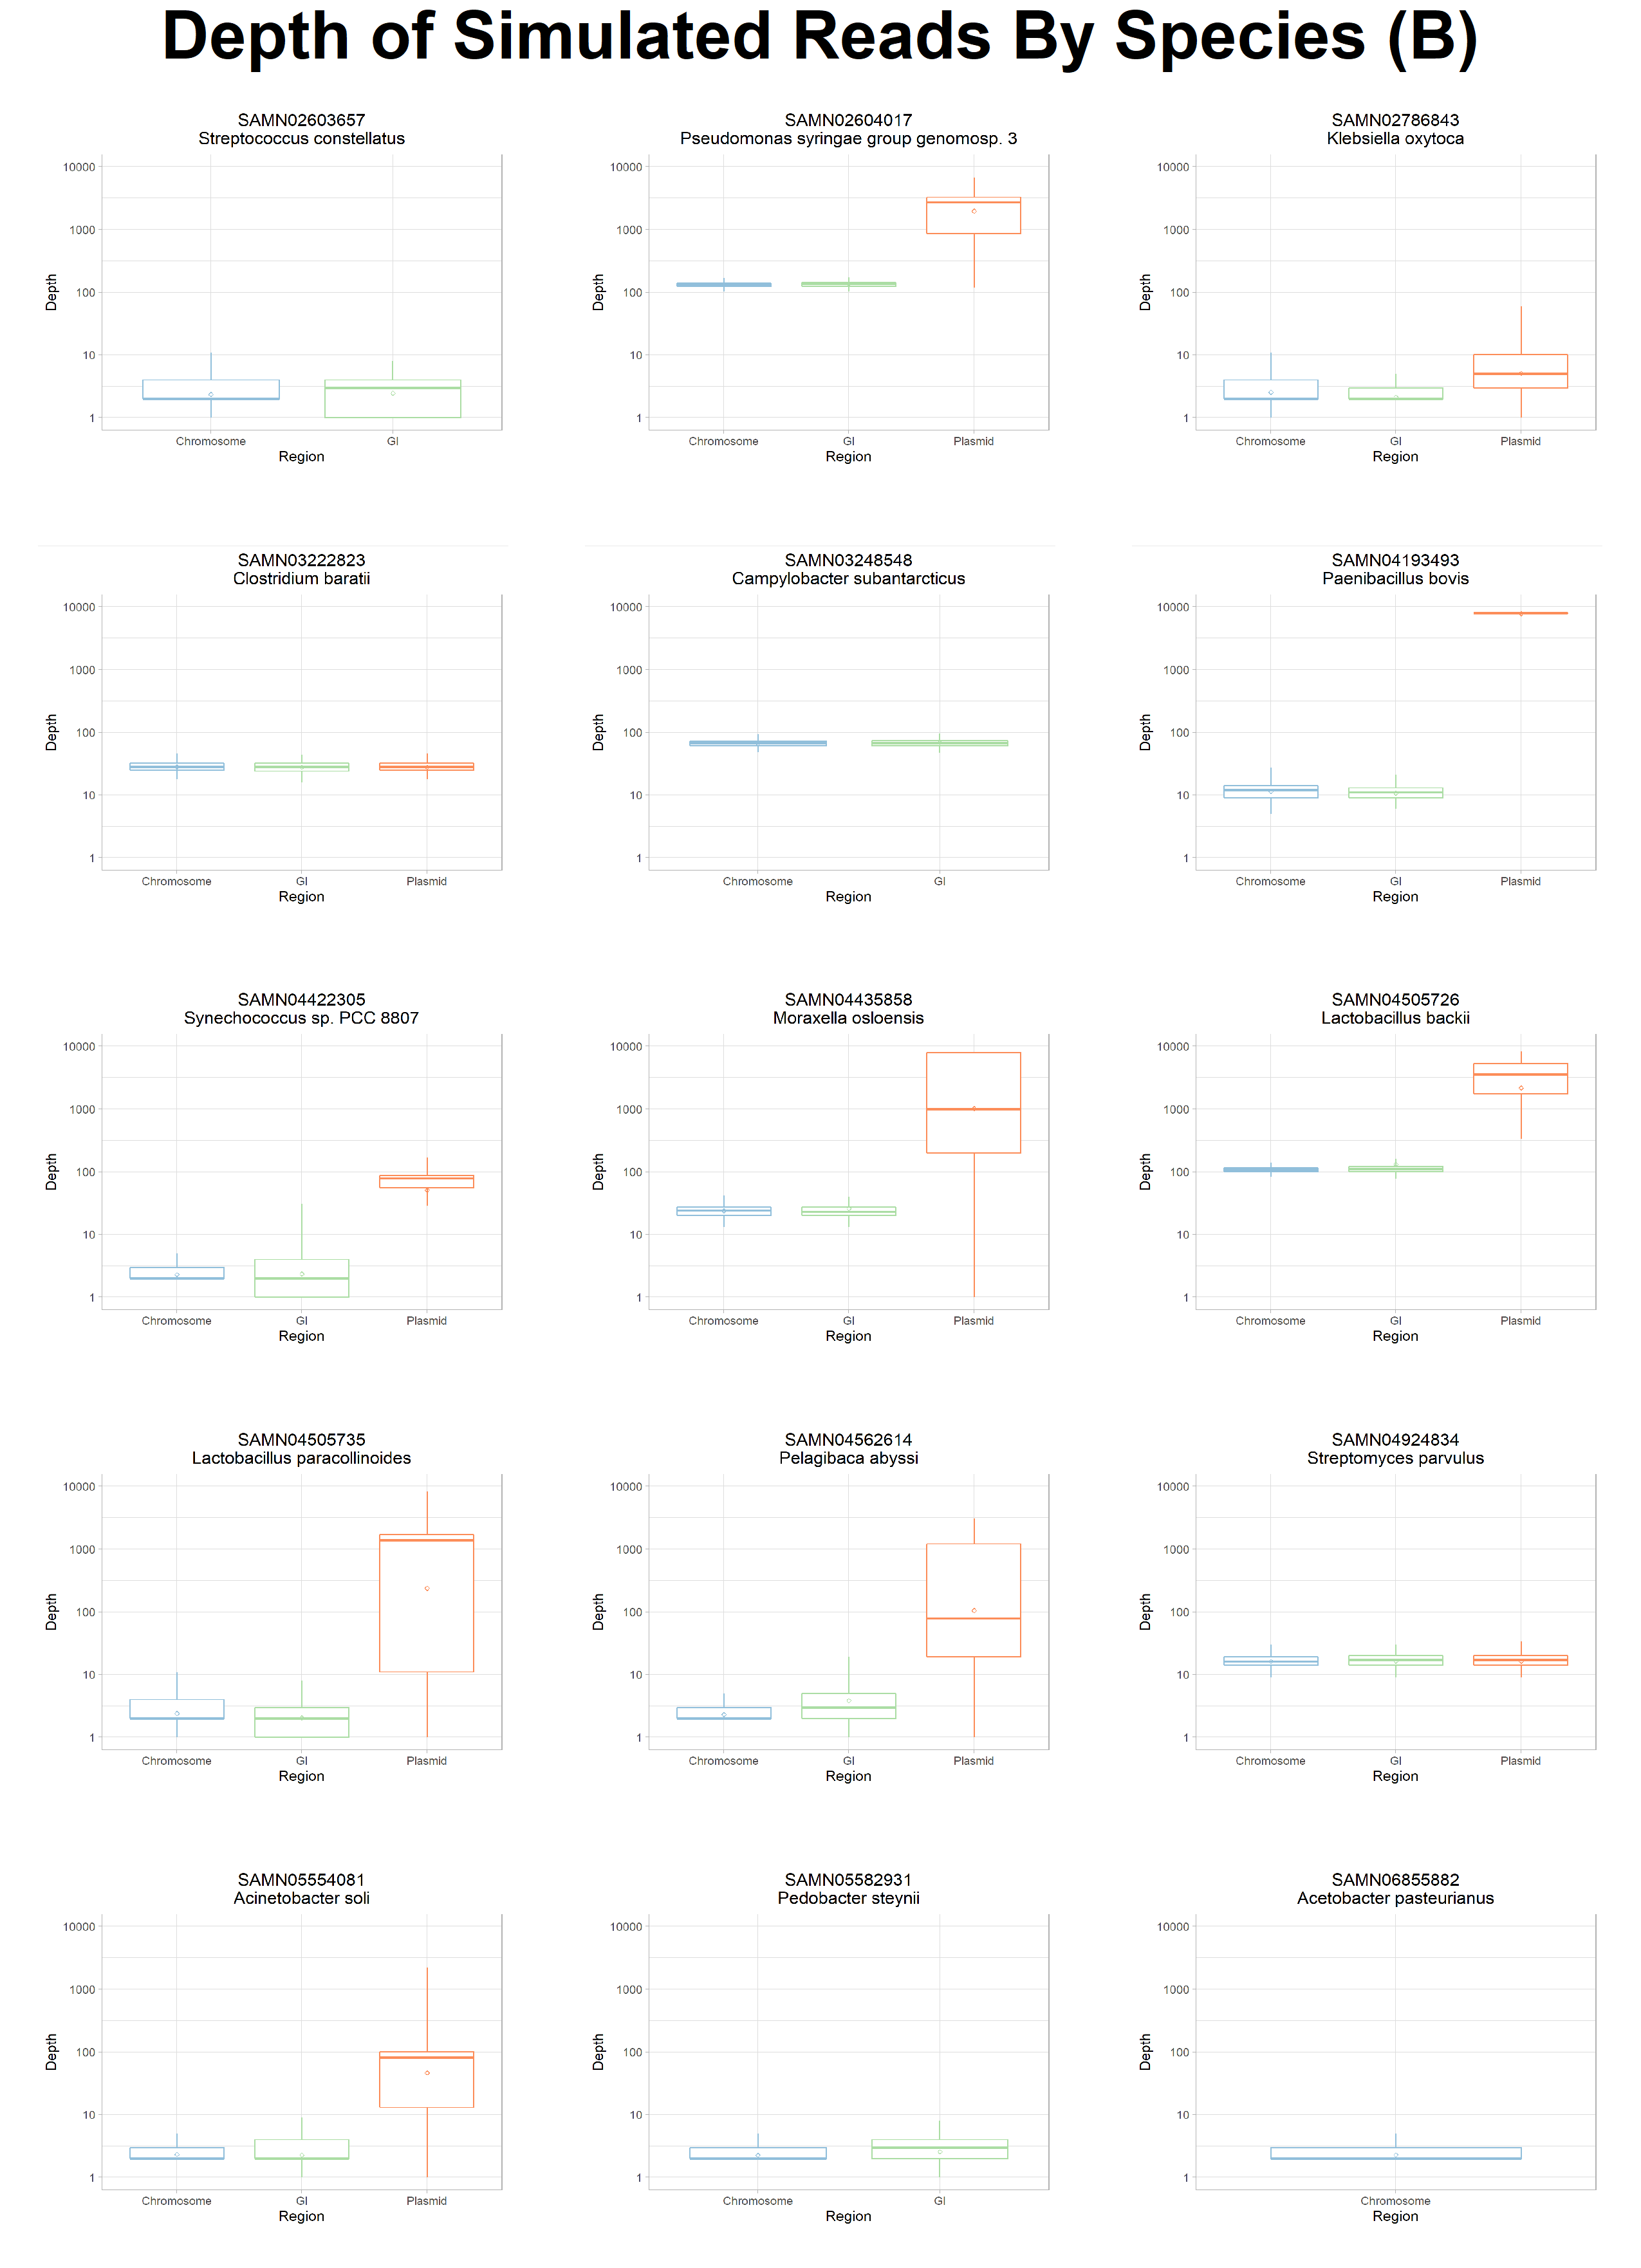 Depth of Simulated Reads By Species (B)
SAMN02603657
Streptococcus constellatus
10000
1000
100
10
1
Depth
Chromosome GI
Region
SAMN02604017
Pseudomonas syringae group genomosp. 3
10000
1000
100
10
1
Depth
Chromosome GI Plasmid
Region
SAMN02786843
Klebsiella oxytoca
10000
1000
100
10
1
Depth
Chromosome GI Plasmid
Region
SAMN03222823
Clostridium baratii
10000
1000
100
10
1
Depth
Chromosome GI Plasmid
Region
SAMN03248548
Campylobacter subantarcticus
10000
1000
100
10
1
Depth
Chromosome GI
Region
SAMN04193493
Paenibacillus bovis
10000
1000
100
10
1
Depth
Chromosome GI Plasmid
Region
SAMN04422305
Synechococcus sp. PCC 8807
10000
1000
100
10
1
Depth
Chromosome GI Plasmid
Region
SAMN04435858
Moraxella osloensis
10000
1000
100
10
1
Depth
Chromosome GI Plasmid
Region
SAMN04505726
Lactobacillus backii
10000
1000
100
10
1
Depth
Chromosome GI Plasmid
Region
SAMN04505735
Lactobacillus paracollinoides
10000
1000
100
10
1
Depth
Chromosome GI Plasmid
Region
SAMN04562614
Pelagibaca abyssi
10000
1000
100
10
1
Depth
Chromosome GI Plasmid
Region
SAMN04924834
Streptomyces parvulus
10000
1000
100
10
1
Depth
Chromosome GI Plasmid
Region
SAMN05554081
Acinetobacter soli
10000
1000
100
10
1
Depth
Chromosome GI Plasmid
Region
SAMN05582931
Pedobacter steynii
10000
1000
100
10
1
Depth
Chromosome GI
Region
SAMN06855882
Acetobacter pasteurianus
10000
1000
100
10
1
Depth
Chromosome
Region